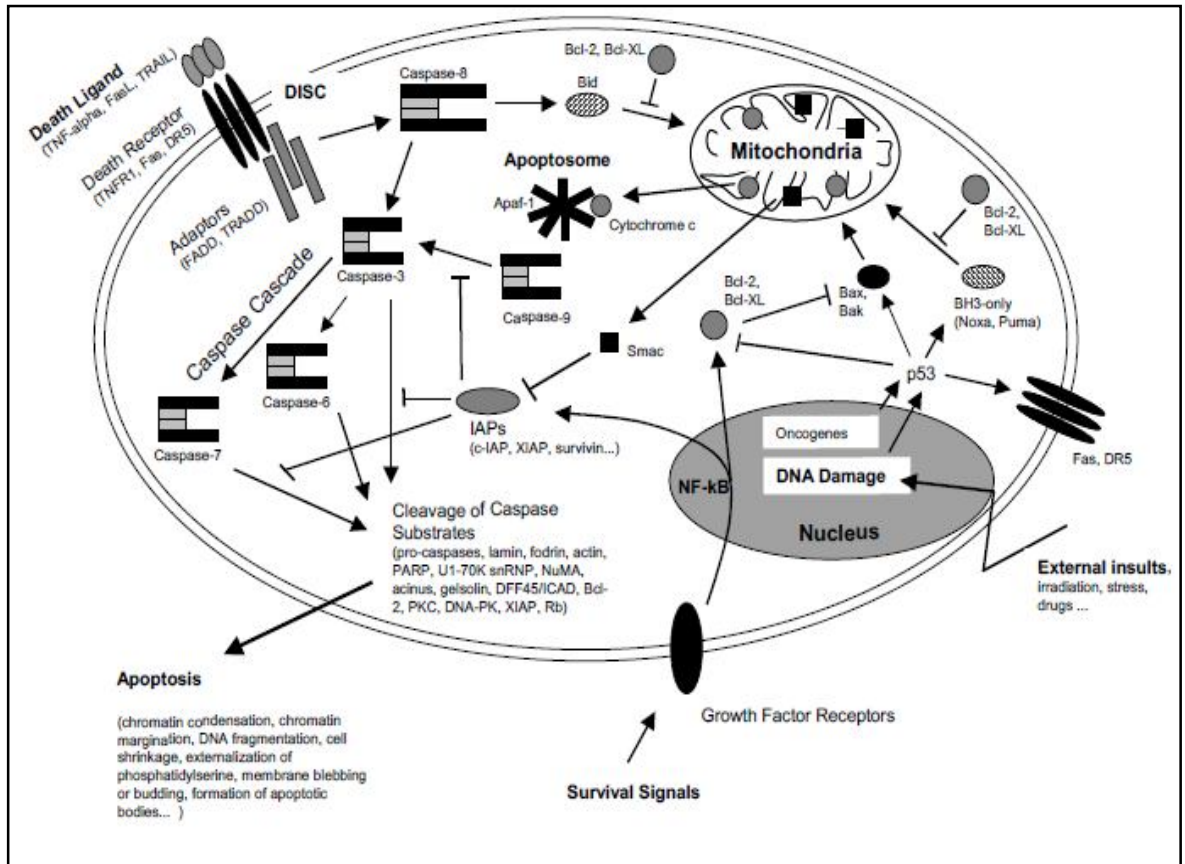 Death Ligand
(TNF-alpha, FasL, TRAIL)
Death Receptor
(TNFR1, Fas, DR5)
Adaptors
(FADD, TRADD)
DISC
Caspase-8
Bcl-2, Bcl-XL
Bid
Mitochondria
Apoptosome
Apaf-1
Cytochrome c
Bcl-2,
Bcl-XL
Caspase-3
Caspase Cascade
Caspase-9
Bcl-2,
Bcl-XL
Bax,
Bak
BH3-only
(Noxa, Puma)
Smac
Caspase-6
p53
Caspase-7
IAPs
(c-IAP, XIAP, survivin...)
Oncogenes
DNA Damage
NF-kB
Nucleus
Fas, DR5
Cleavage of Caspase
Substrates
(pro-caspases, lamin, fodrin, actin,
PARP, U1-70K snRNP, NuMA,
acinus, gelsolin, DFF45/ICAD, Bcl-
2, PKC, DNA-PK, XIAP, Rb)
External insults,
irradiation, stress,
drugs ...
Apoptosis
(chromatin condensation, chromatin
margination, DNA fragmentation, cell
shrinkage, externalization of
phosphatidylserine, membrane blebbing
or budding, formation of apoptotic
bodies... )
Growth Factor Receptors
Survival Signals